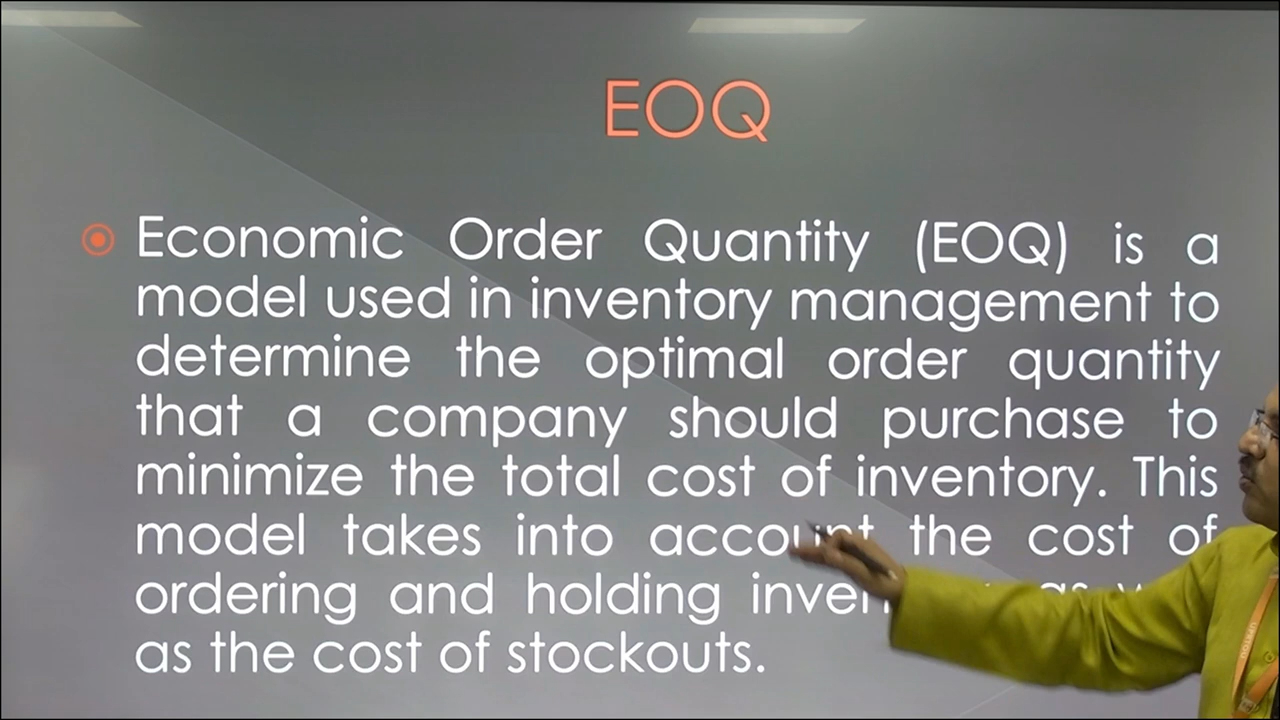 EOQ
Economic Order Quantity (EOQ) is a
model used in inventory management to
determine the optimal order quantity
that a company should purchase to
minimize the total cost of inventory. This
model takes into account the cost of
ordering and holding as
as the cost of stockouts.